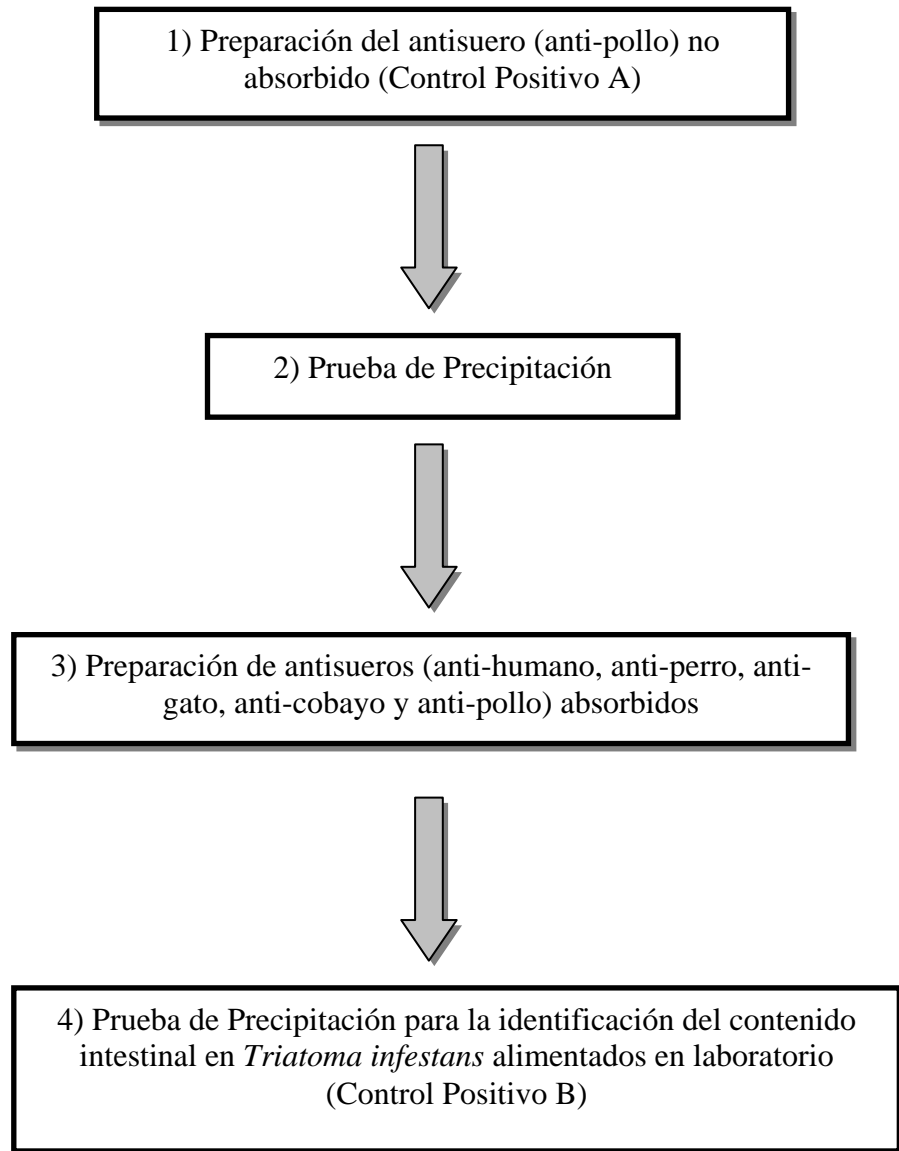 1) Preparación del antisuero (anti-pollo) no
absorbido (Control Positivo A)
2) Prueba de Precipitación
3) Preparación de antisueros (anti-humano, anti-perro, anti-
gato, anti-cobayo y anti-pollo) absorbidos
4) Prueba de Precipitación para la identificación del contenido
intestinal en Triatoma infestans alimentados en laboratorio
(Control Positivo B)